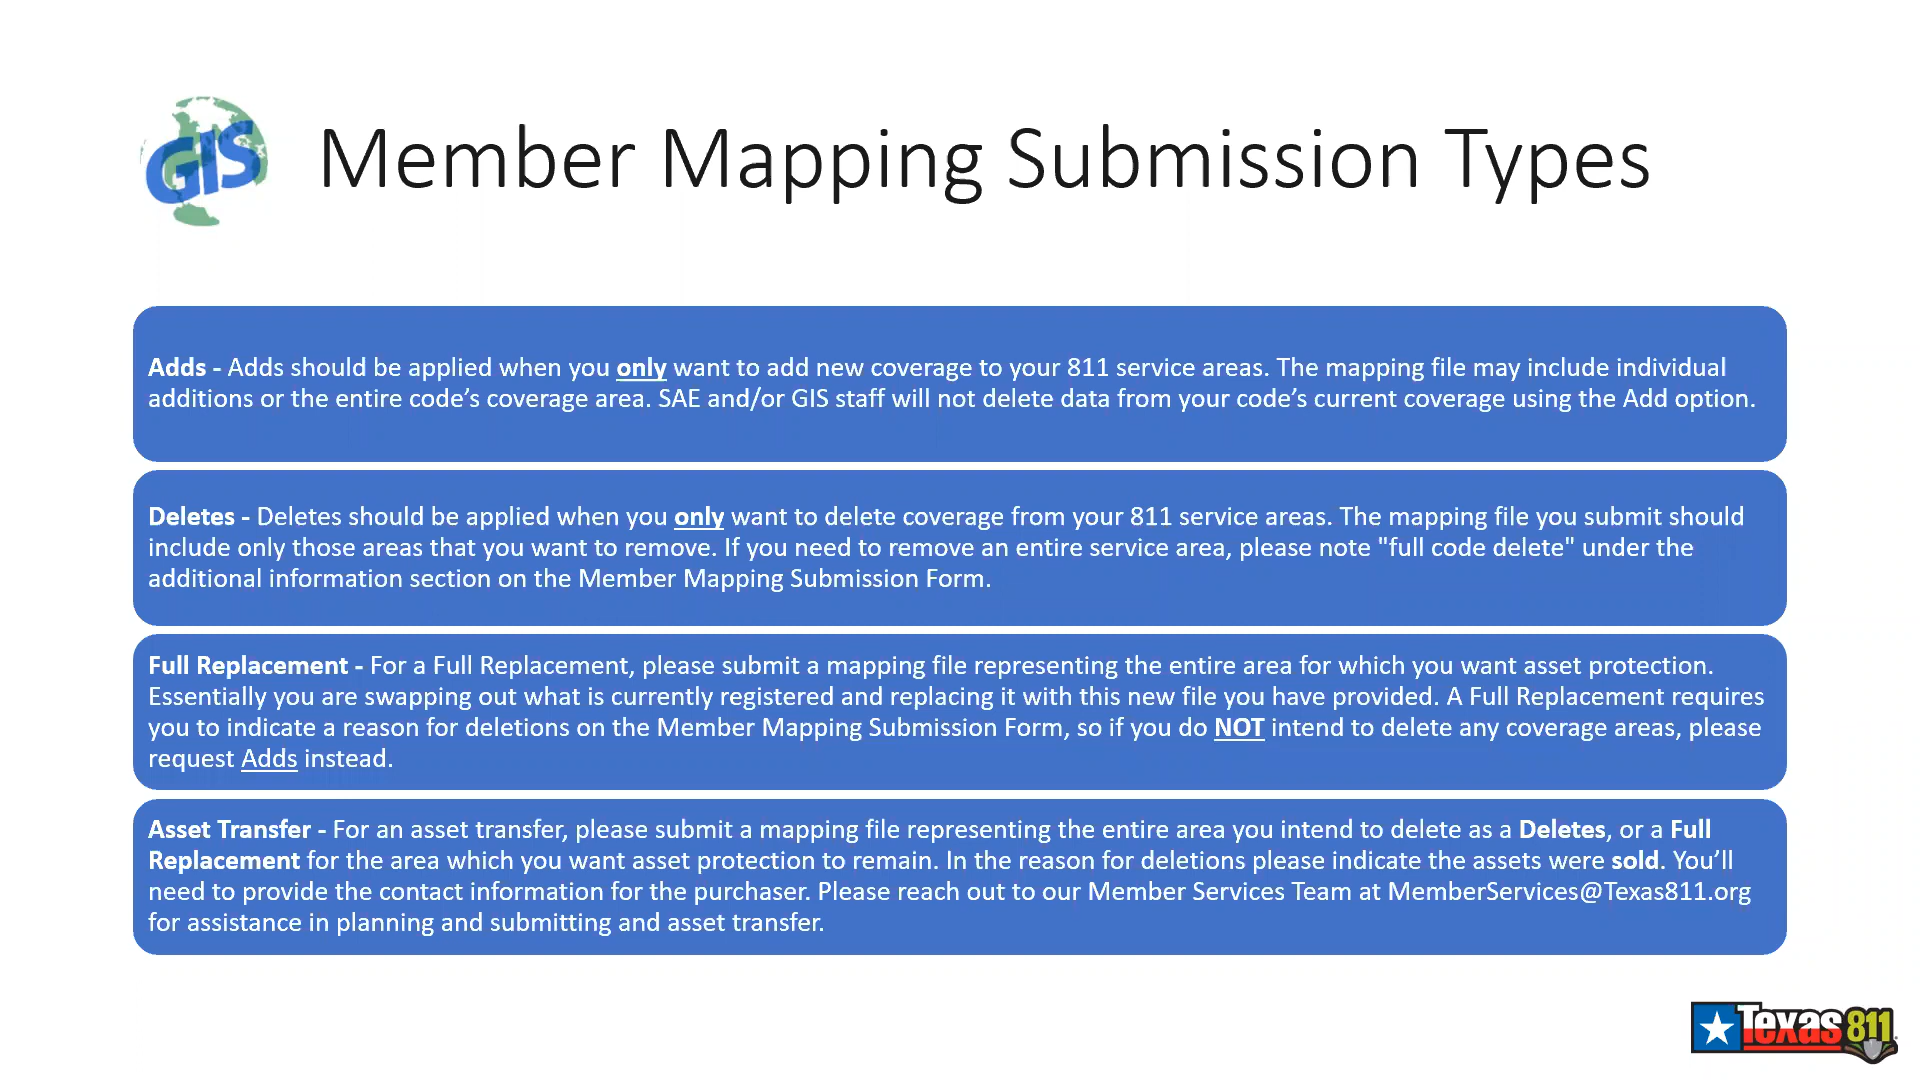 GIS
Member Mapping Submission Types
Adds - Adds should be applied when you only want to add new coverage to your 811 service areas. The mapping file may include individual
additions or the entire code’s coverage area. SAE and/or GIS staff will not delete data from your code’s current coverage using the Add option.
Deletes - Deletes should be applied when you only want to delete coverage from your 811 service areas. The mapping file you submit should
include only those areas that you want to remove. If you need to remove an entire service area, please note "full code delete" under the
additional information section on the Member Mapping Submission Form.
Full Replacement - For a Full Replacement, please submit a mapping file representing the entire area for which you want asset protection.
Essentially you are swapping out what is currently registered and replacing it with this new file you have provided. A Full Replacement requires
you to indicate a reason for deletions on the Member Mapping Submission Form, so if you do NOT intend to delete any coverage areas, please
request Adds instead.
Asset Transfer - For an asset transfer, please submit a mapping file representing the entire area you intend to delete as a Deletes, or a Full
Replacement for the area which you want asset protection to remain. In the reason for deletions please indicate the assets were sold. You’ll
need to provide the contact information for the purchaser. Please reach out to our Member Services Team at MemberServices@Texas811.org
for assistance in planning and submitting and asset transfer.
Texas811